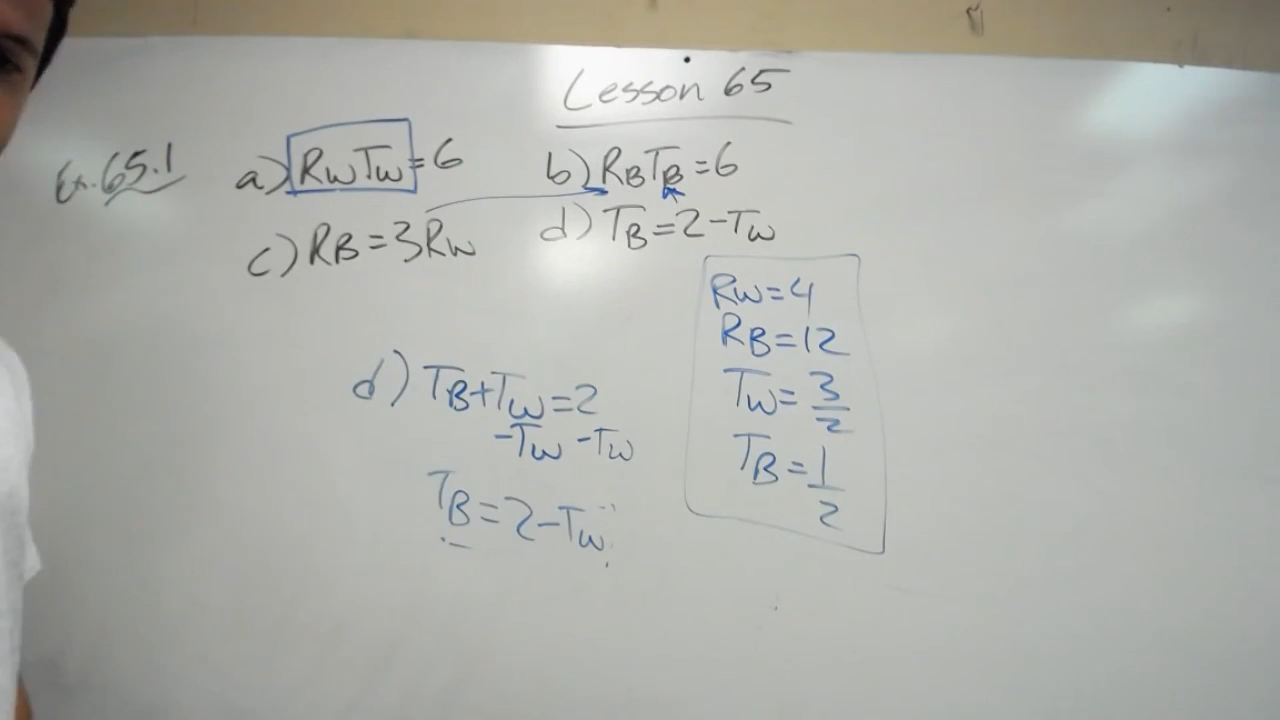 Lesson 65
Ex. 65.1 a) RwTw=6 b) RBTB=6
c) RB=3Rw d) TB=2-Tw
Rw=4
RB=12
Tw=3/2
TB=1/2
d) TB+Tw=2
-Tw -Tw
TB=2-Tw